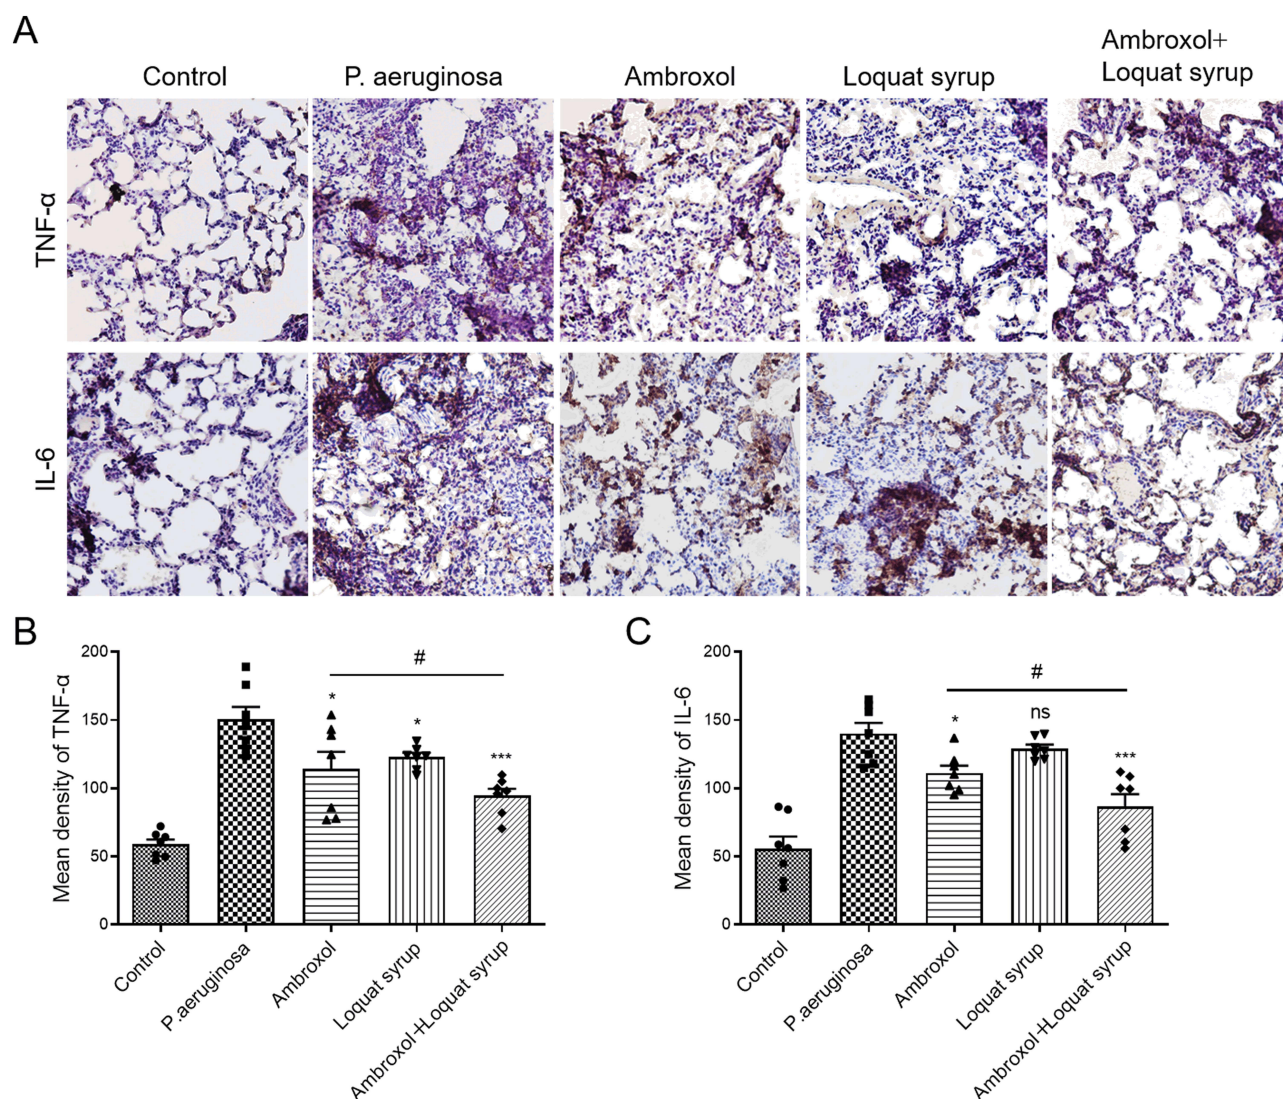 A
Control
P. aeruginosa
Ambroxol
Loquat syrup
Ambroxol+
Loquat syrup
TNF-α
IL-6
B
Mean density of TNF-α
200
150
100
50
0
#
*
*
***
Control
P.aeruginosa
Ambroxol
Loquat syrup
Ambroxol+Loquat syrup
C
Mean density of IL-6
200
150
100
50
0
#
*
ns
***
Control
P.aeruginosa
Ambroxol
Loquat syrup
Ambroxol+Loquat syrup